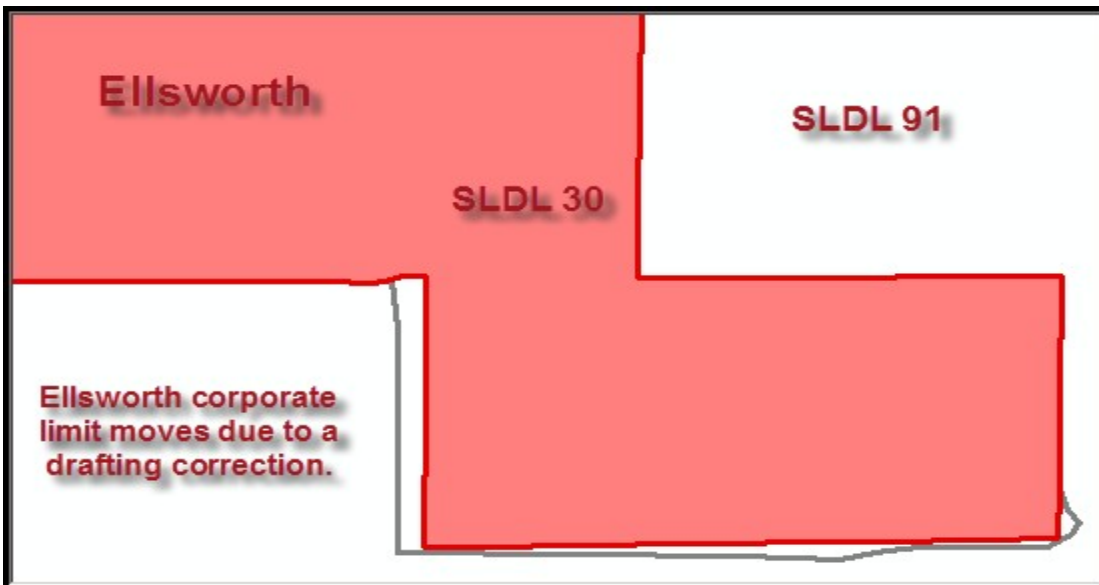 Ellsworth
SLDL 91
SLDL 30
Ellsworth corporate
limit moves due to a
drafting correction.